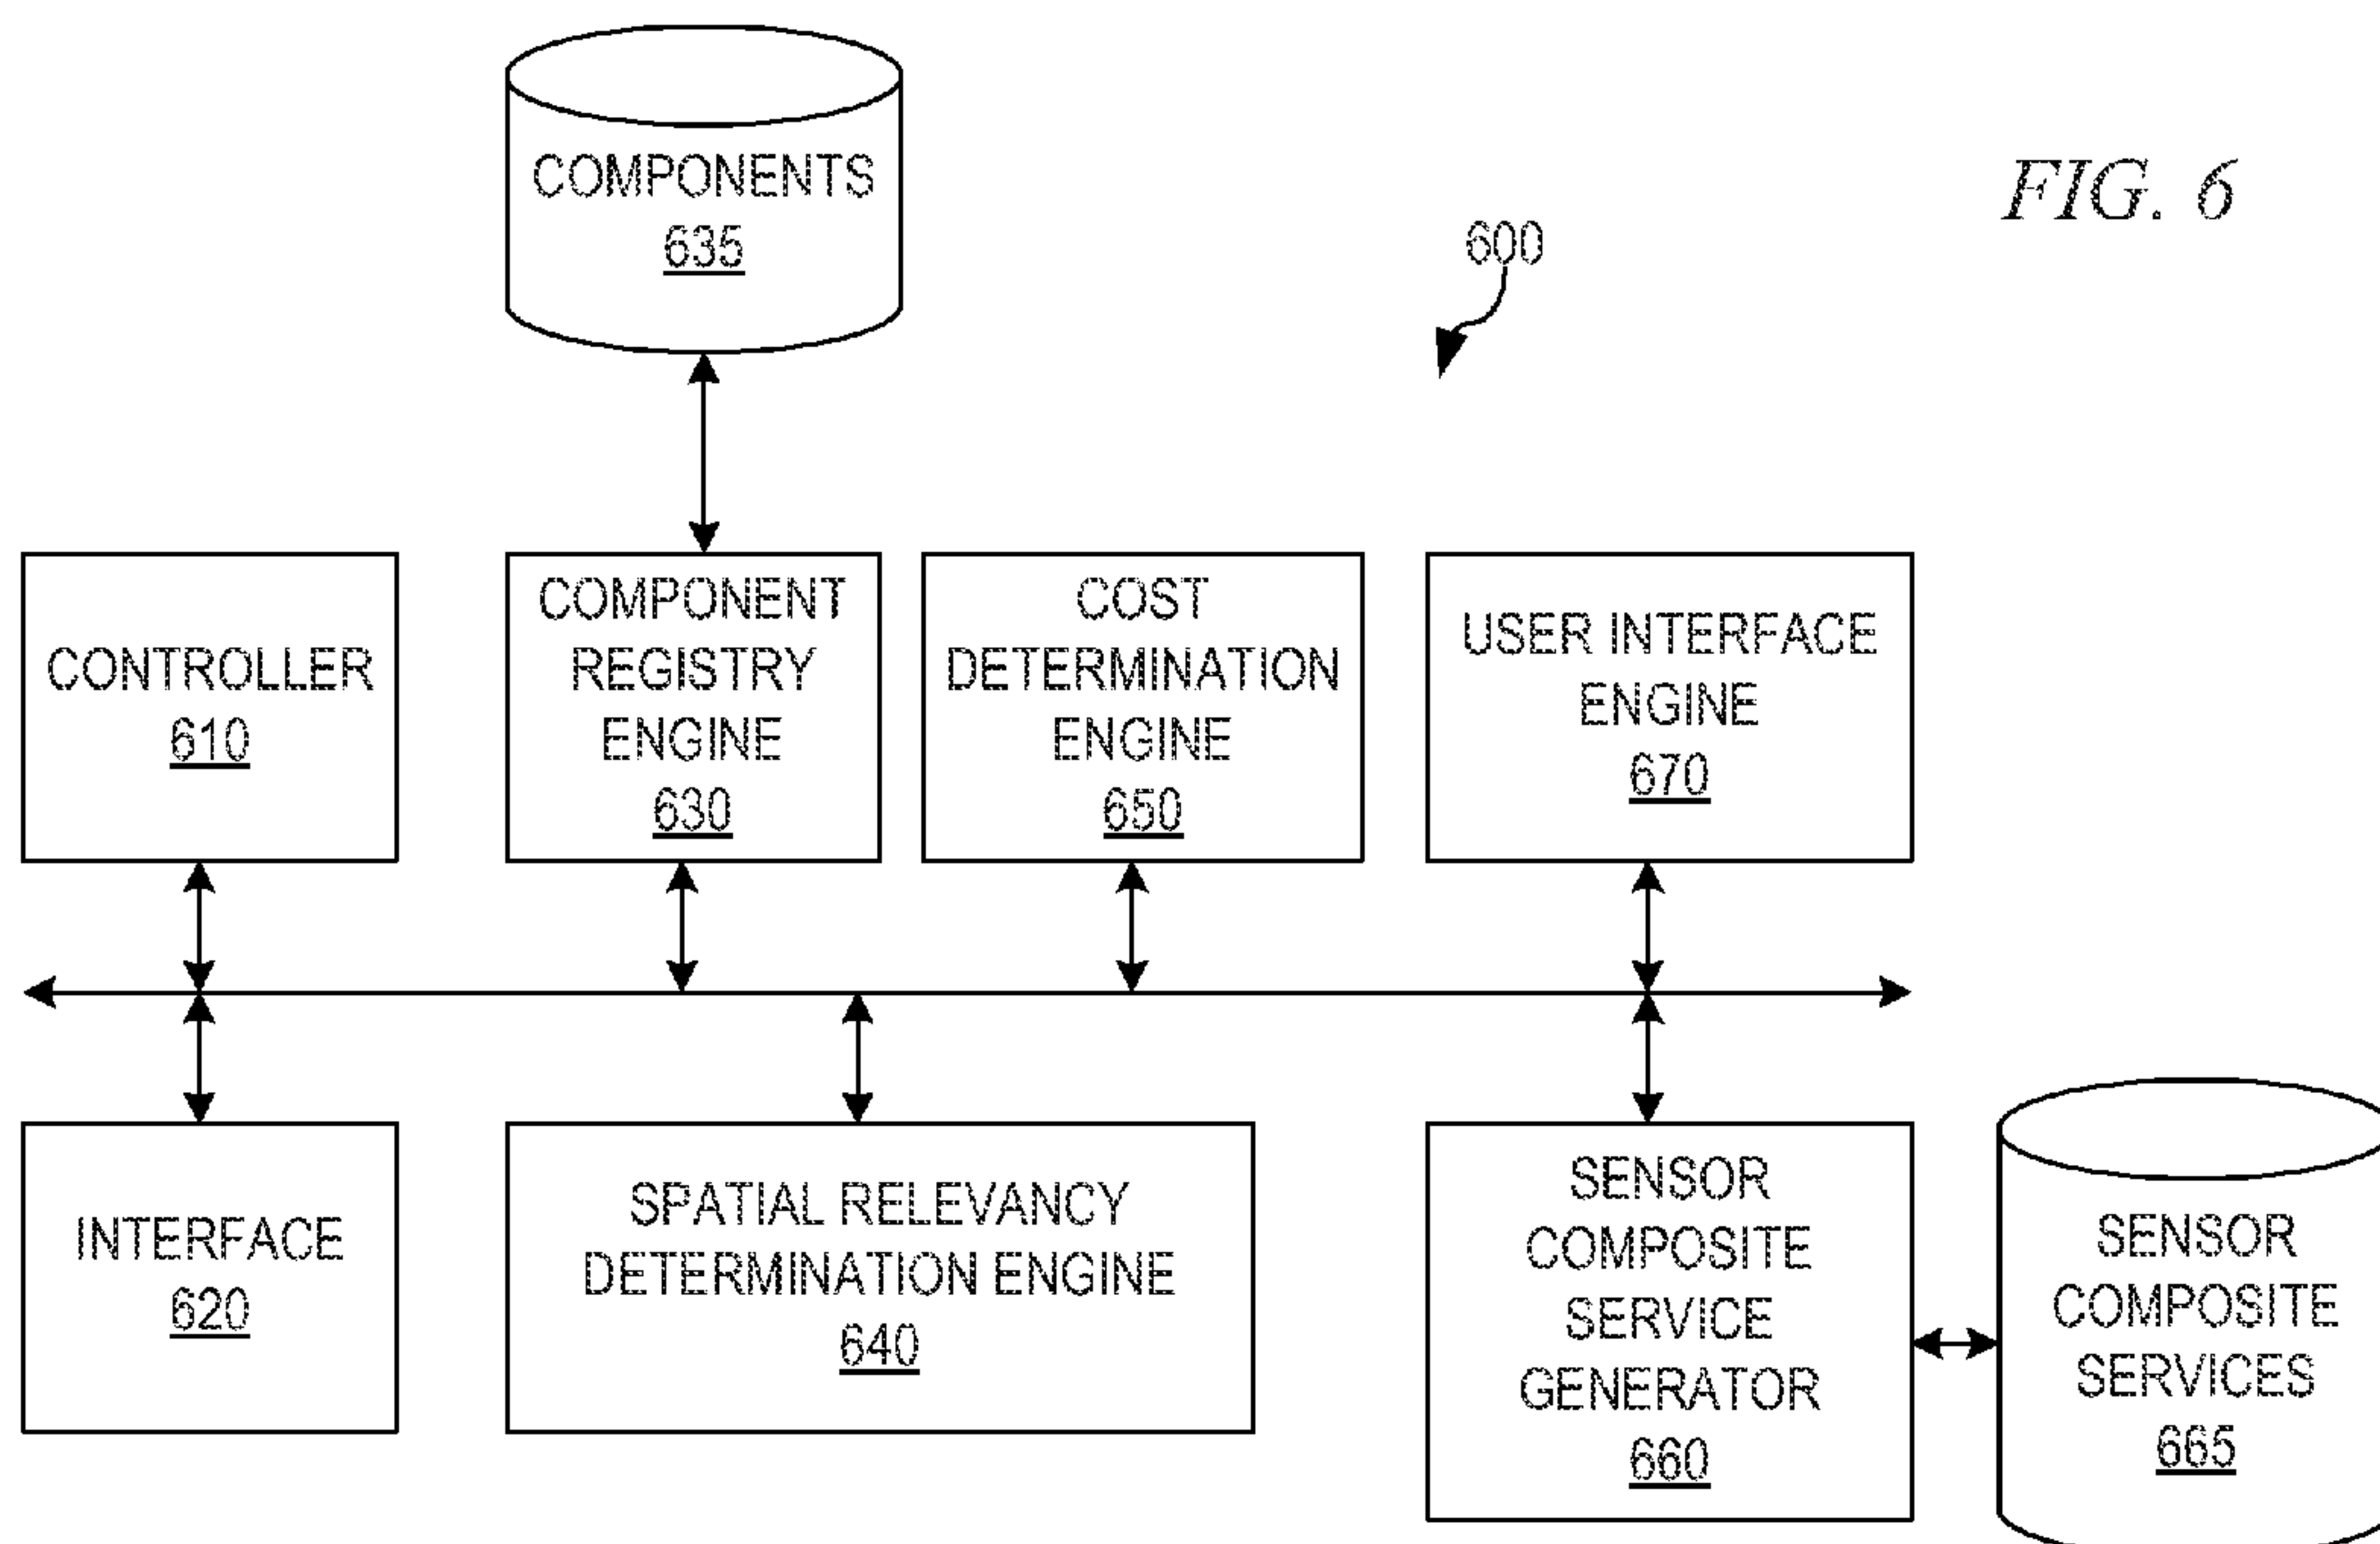 COMPONENTS
635
FIG. 6
600
CONTROLLER
610
COMPONENT
REGISTRY
ENGINE
630
COST
DETERMINATION
ENGINE
650
USER INTERFACE
ENGINE
670
INTERFACE
620
SPATIAL RELEVANCY
DETERMINATION ENGINE
640
SENSOR
COMPOSITE
SERVICE
GENERATOR
660
SENSOR
COMPOSITE
SERVICES
665